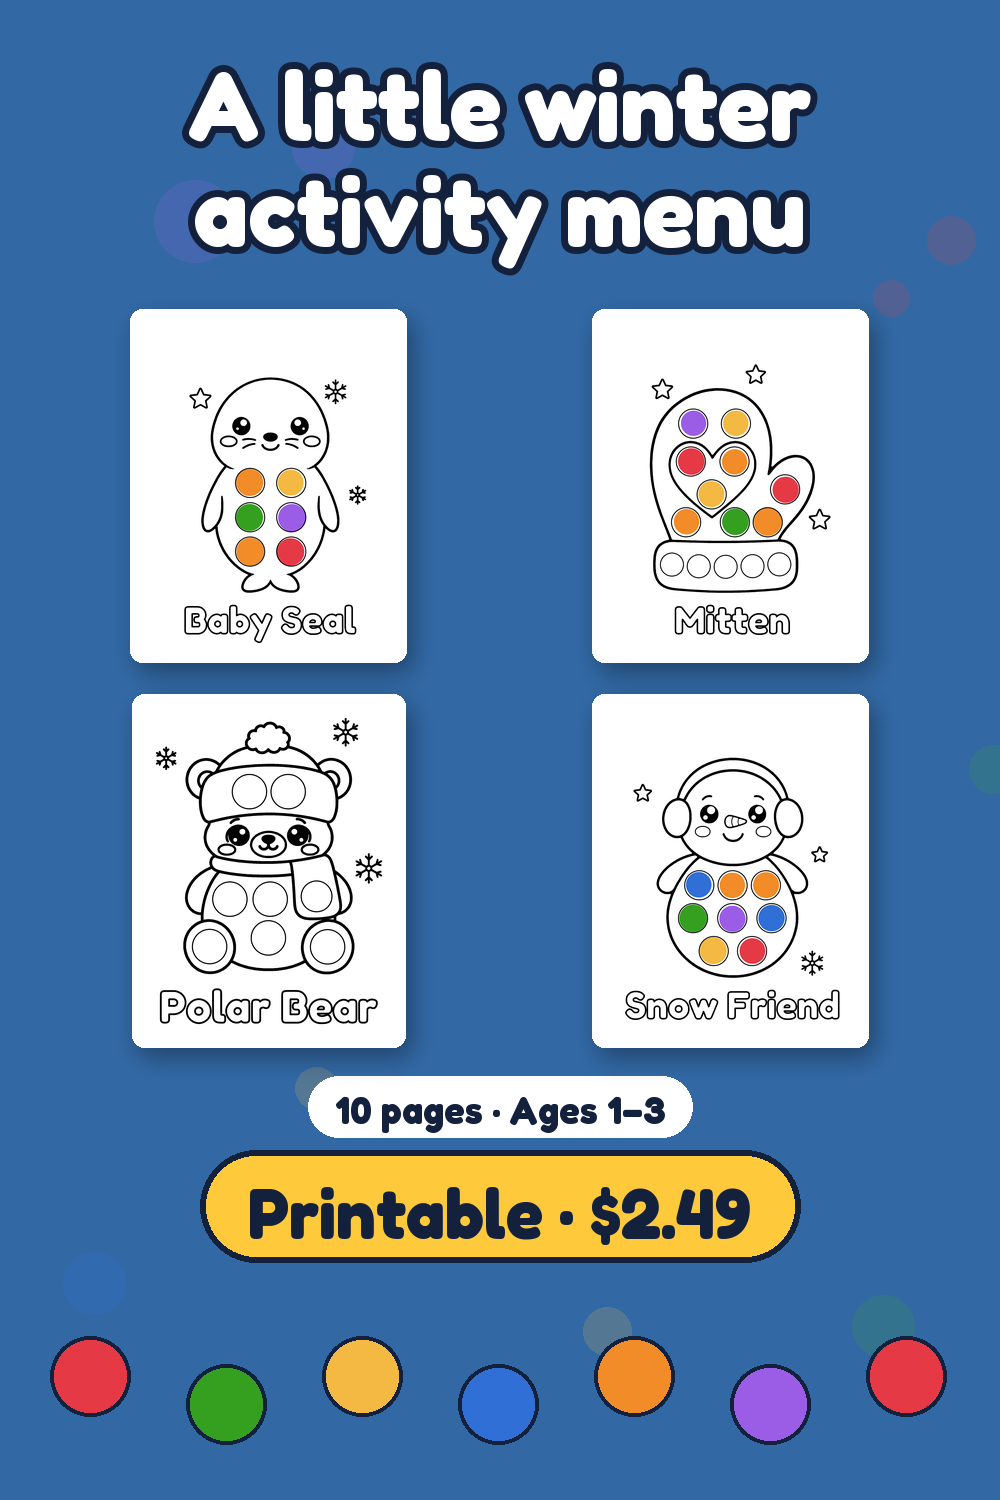 A little winter
activity menu
Baby Seal
Mitten
Polar Bear
Snow Friend
10 pages · Ages 1–3
Printable · $2.49